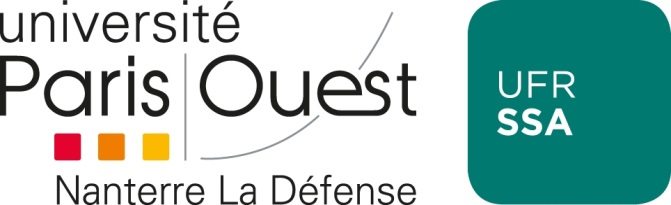 université
Paris Ouest
Nanterre La Défense
UFR
SSA